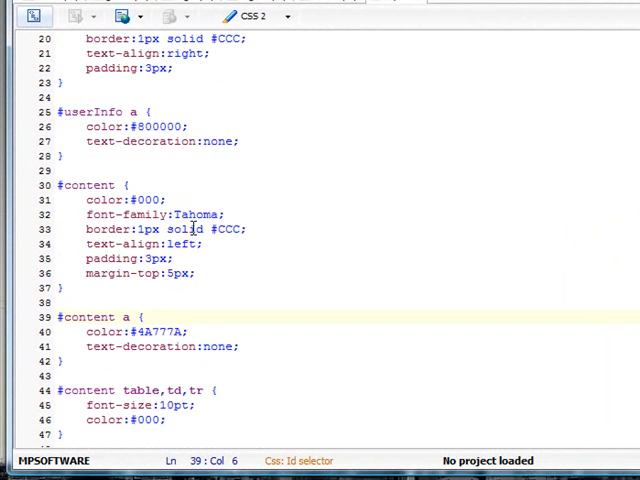 CSS 2
20 border:1px solid #CCC;
21 text-align:right;
22 padding:3px;
23 }
24
25 #userInfo a {
26 color:#800000;
27 text-decoration:none;
28 }
29
30 #content {
31 color:#000;
32 font-family:Tahoma;
33 border:1px solid #CCC;
34 text-align:left;
35 padding:3px;
36 margin-top:5px;
37 }
38
39 #content a {
40 color:#4A777A;
41 text-decoration:none;
42 }
43
44 #content table,td,tr {
45 font-size:10pt;
46 color:#000;
47 }
MPSOFTWARE Ln 39 : Col 6 Css: Id selector No project loaded